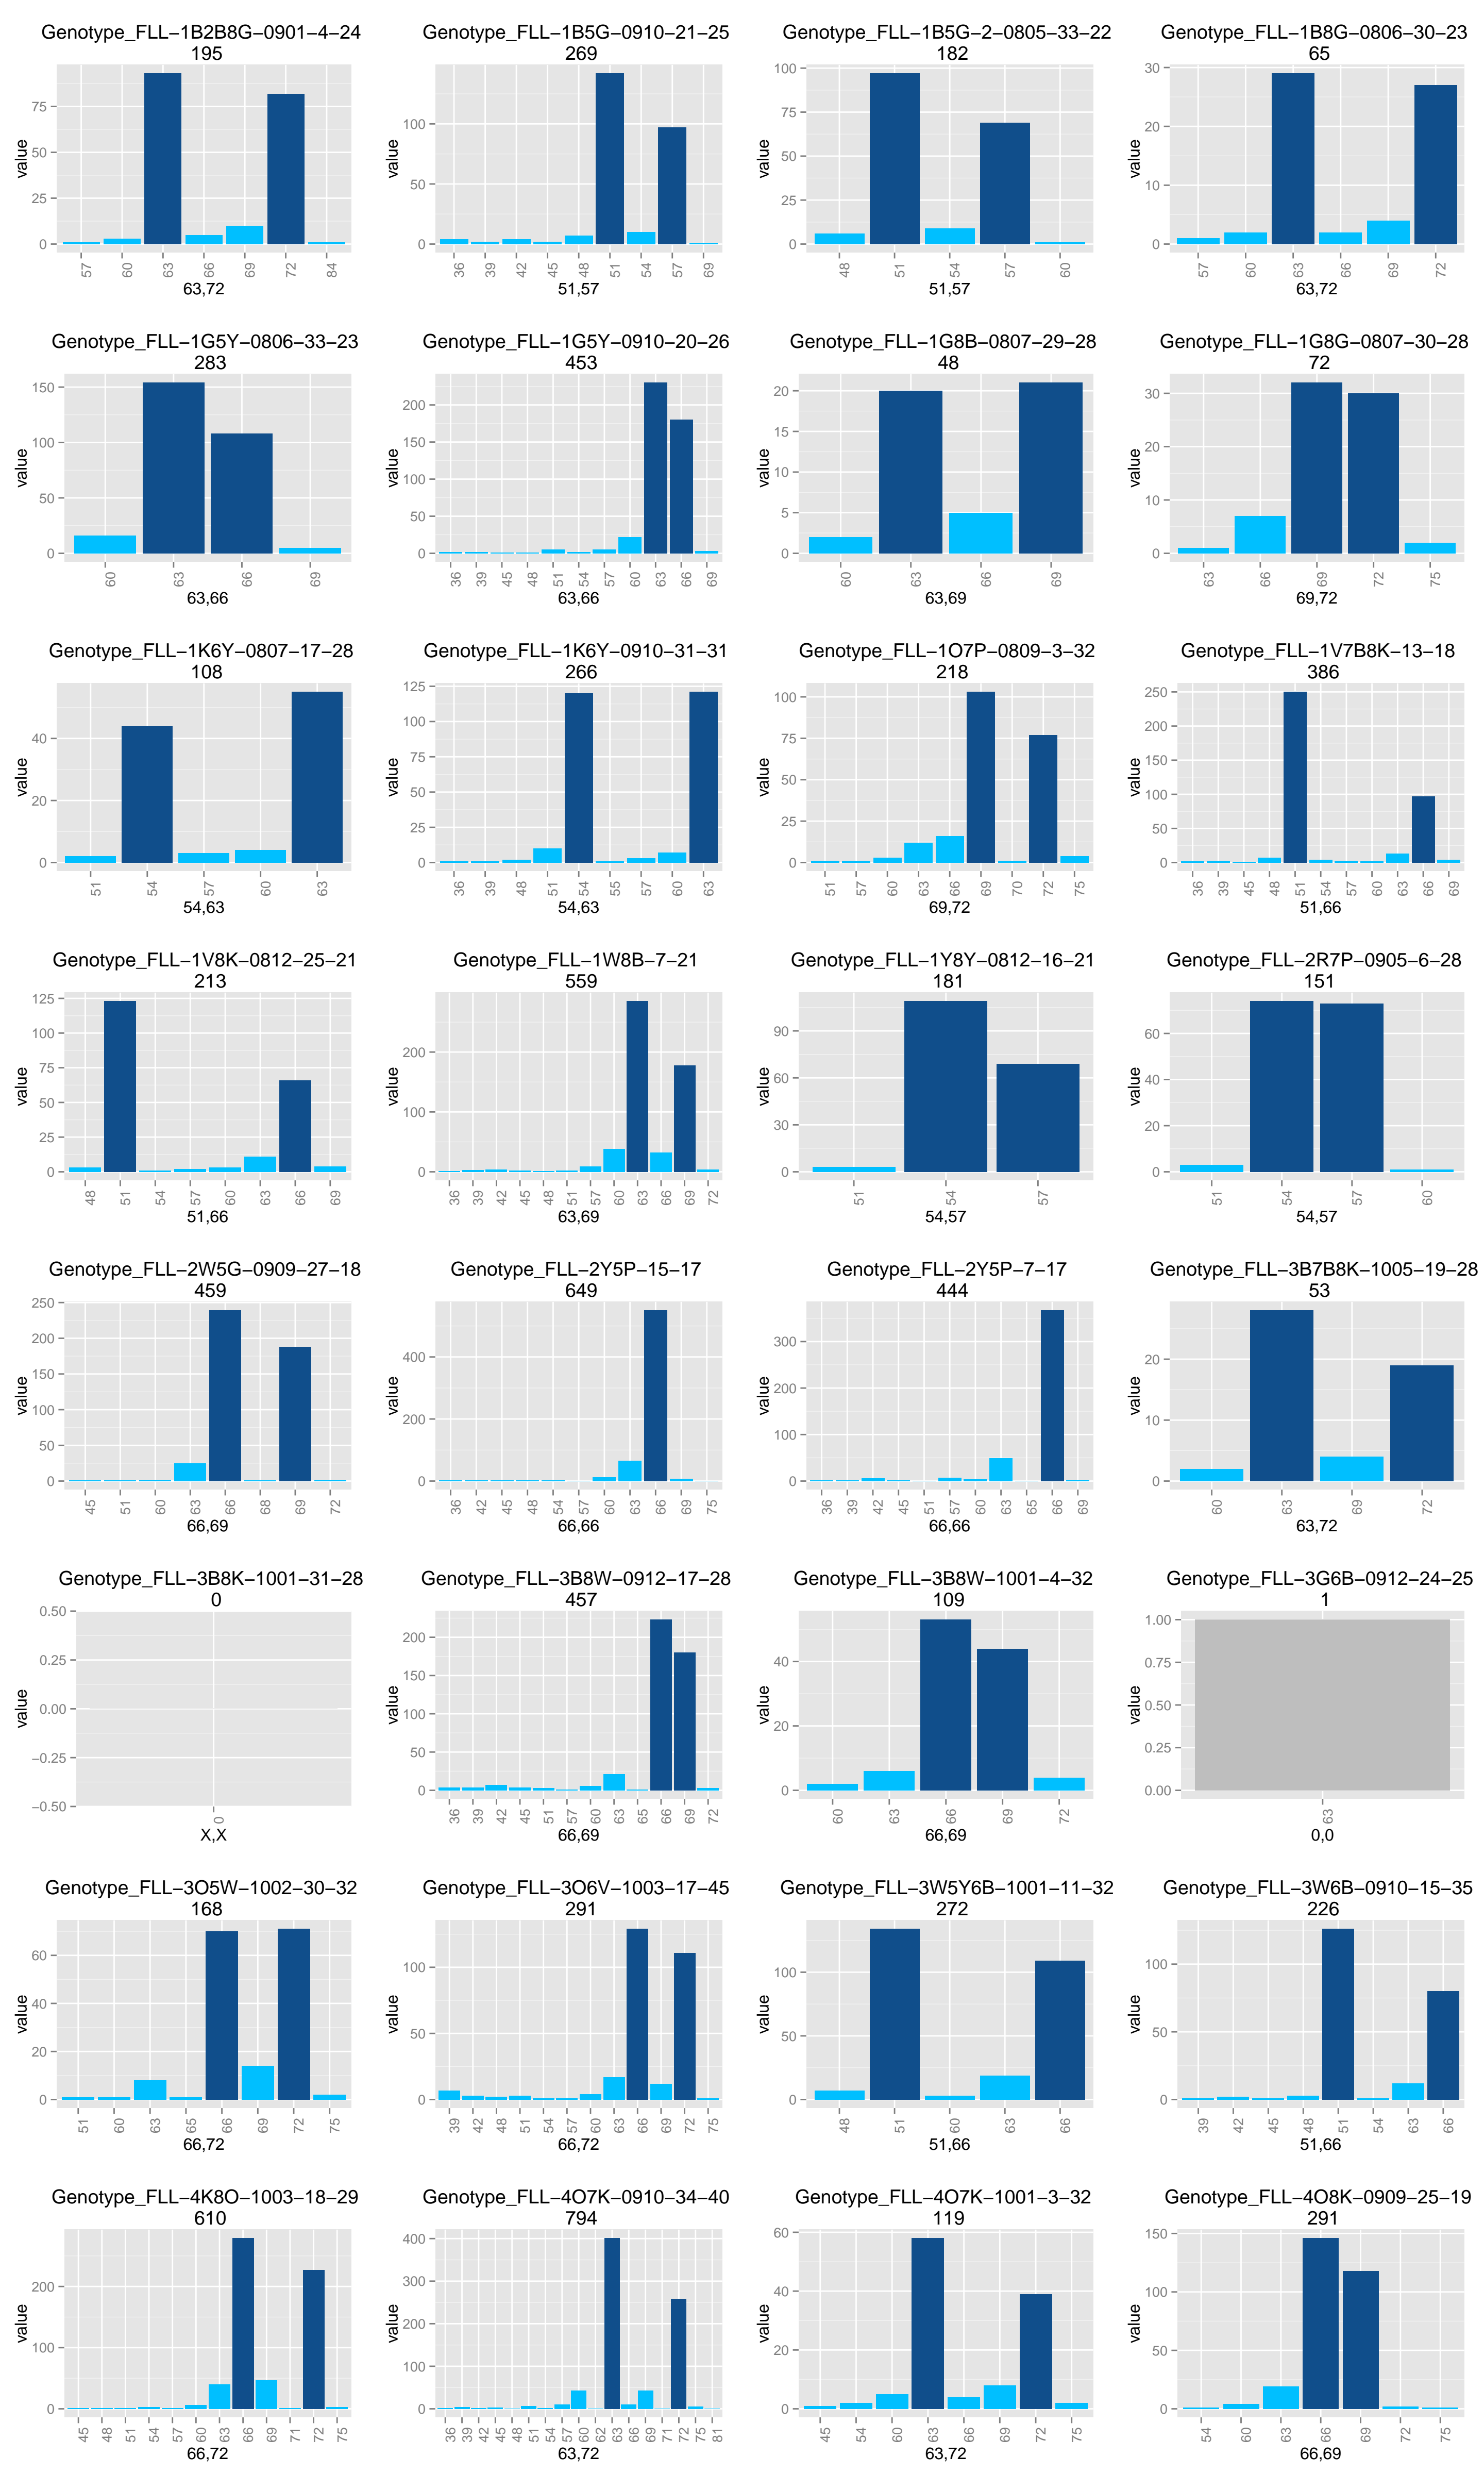 Genotype_FLL−1B2B8G−0901−4−24
195
value
75
50
25
0
57 60 63 66 69 72 84
63,72
Genotype_FLL−1B5G−0910−21−25
269
value
100
50
0
36 39 42 45 48 51 54 57 69
51,57
Genotype_FLL−1B5G−2−0805−33−22
182
value
100
75
50
25
0
48 51 54 57 60
51,57
Genotype_FLL−1B8G−0806−30−23
65
value
30
20
10
0
57 60 63 66 69 72
63,72
Genotype_FLL−1G5Y−0806−33−23
283
value
150
100
50
0
60 63 66 69
63,66
Genotype_FLL−1G5Y−0910−20−26
453
value
200
150
100
50
0
36 39 45 48 51 54 57 60 63 66 69
63,66
Genotype_FLL−1G8B−0807−29−28
48
value
20
15
10
5
0
60 63 66 69
63,69
Genotype_FLL−1G8G−0807−30−28
72
value
30
20
10
0
63 66 69 72 75
69,72
Genotype_FLL−1K6Y−0807−17−28
108
value
40
20
0
51 54 57 60 63
54,63
Genotype_FLL−1K6Y−0910−31−31
266
value
125
100
75
50
25
0
36 39 48 51 54 55 57 60 63
54,63
Genotype_FLL−1O7P−0809−3−32
218
value
100
75
50
25
0
51 57 60 63 66 69 70 72 75
69,72
Genotype_FLL−1V7B8K−13−18
386
value
250
200
150
100
50
0
36 39 45 48 51 54 57 60 63 66 69
51,66
Genotype_FLL−1V8K−0812−25−21
213
value
125
100
75
50
25
0
48 51 54 57 60 63 66 69
51,66
Genotype_FLL−1W8B−7−21
559
value
200
100
0
36 39 42 45 48 51 57 60 63 66 69 72
63,69
Genotype_FLL−1Y8Y−0812−16−21
181
value
90
60
30
0
51 54 57
54,57
Genotype_FLL−2R7P−0905−6−28
151
value
60
40
20
0
51 54 57 60
54,57
Genotype_FLL−2W5G−0909−27−18
459
value
250
200
150
100
50
0
45 51 60 63 66 68 69 72
66,69
Genotype_FLL−2Y5P−15−17
649
value
400
200
0
36 42 45 48 51 54 57 60 63 66 69 75
66,66
Genotype_FLL−2Y5P−7−17
444
value
300
200
100
0
36 39 42 45 51 57 60 63 65 66 69
66,66
Genotype_FLL−3B7B8K−1005−19−28
53
value
20
10
0
60 63 69 72
63,72
Genotype_FLL−3B8K−1001−31−28
0
value
0.50
0.25
0.00
−0.25
−0.50
0
X,X
Genotype_FLL−3B8W−0912−17−28
457
value
200
150
100
50
0
36 39 42 45 51 57 60 63 65 66 69 72
66,69
Genotype_FLL−3B8W−1001−4−32
109
value
40
20
0
60 63 66 69 72
66,69
Genotype_FLL−3G6B−0912−24−25
1
value
1.00
0.75
0.50
0.25
0.00
63
0,0
Genotype_FLL−3O5W−1002−30−32
168
value
60
40
20
0
51 60 63 65 66 69 72 75
66,72
Genotype_FLL−3O6V−1003−17−45
291
value
100
50
0
39 42 48 51 54 57 60 63 66 69 72 75
66,72
Genotype_FLL−3W5Y6B−1001−11−32
272
value
100
50
0
48 51 60 63 66
51,66
Genotype_FLL−3W6B−0910−15−35
226
value
100
50
0
39 42 45 48 51 54 63 66
51,66
Genotype_FLL−4K8O−1003−18−29
610
value
200
100
0
45 48 51 54 57 60 63 66 69 71 72 75
66,72
Genotype_FLL−4O7K−0910−34−40
794
value
400
300
200
100
0
36 39 42 45 48 51 54 57 60 62 63 66 69 71 72 75 81
63,72
Genotype_FLL−4O7K−1001−3−32
119
value
60
40
20
0
45 54 60 63 66 69 72 75
63,72
Genotype_FLL−4O8K−0909−25−19
291
value
150
100
50
0
54 60 63 66 69 72 75
66,69